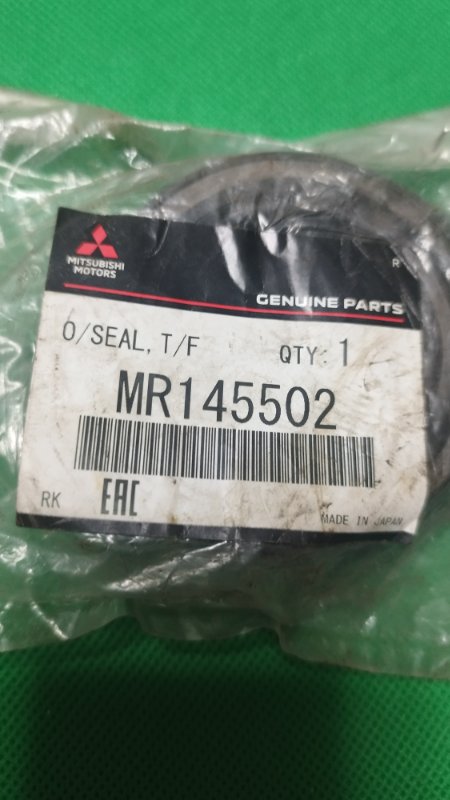 MITSUBISHI
MOTORS
R
GENUINE PARTS
O/SEAL, T/F QTY: 1
MR145502
RK EAC MADE IN JAPAN